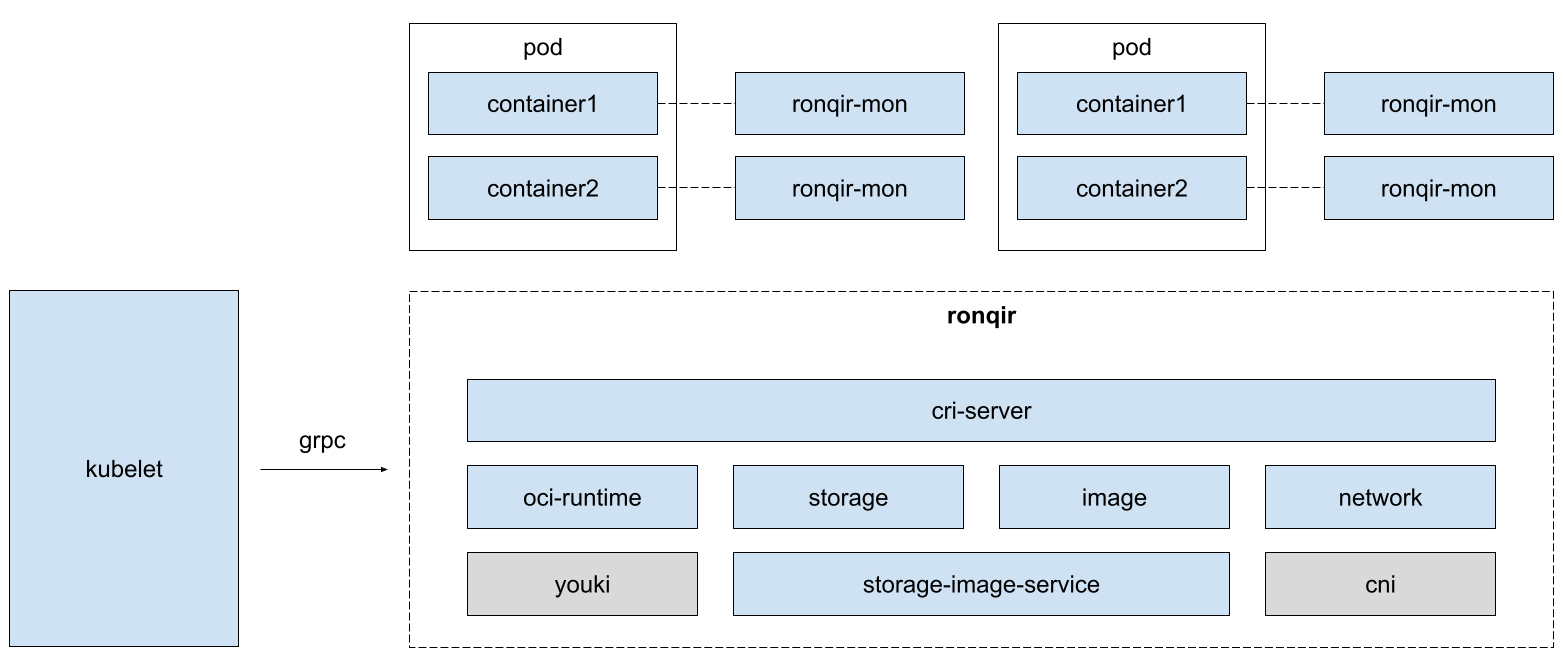 pod
container1
ronqir-mon
container2
ronqir-mon
pod
container1
ronqir-mon
container2
ronqir-mon
kubelet
grpc
ronqir
cri-server
oci-runtime
storage
image
network
youki
storage-image-service
cni